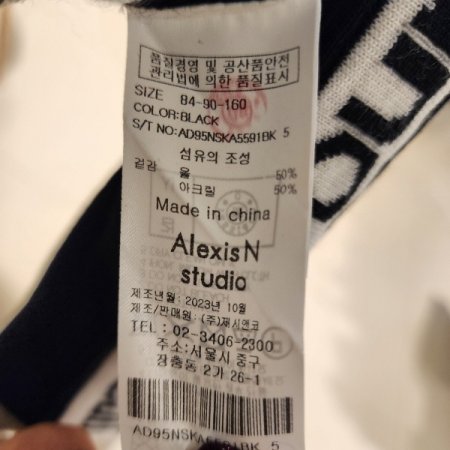 품질경영 및 공산품안전
관리법에 의한 품질표시
SIZE 84-90-160
COLOR:BLACK
S/T NO:AD95NSKA5591BK 5
섬유의 조성
겉감 울 50%
아크릴 50%
Made in china
AlexisN
studio
제조년월: 2023년 10월
제조/판매원: (주)재시앤코
TEL: 02-3406-2300
주소:서울시 중구
장충동 2가 26-1
AD95NSKA5591BK 5